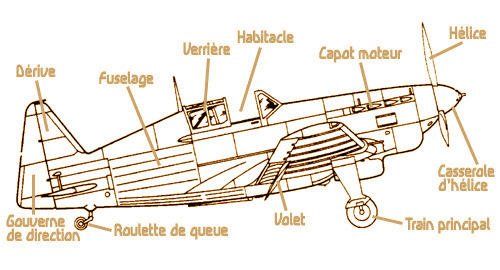 Hélice
Habitacle
Verrière
Capot moteur
Dérive
Fuselage
Casserole
d'hélice
Gouverne
de direction
Roulette de queue
Volet
Train principal